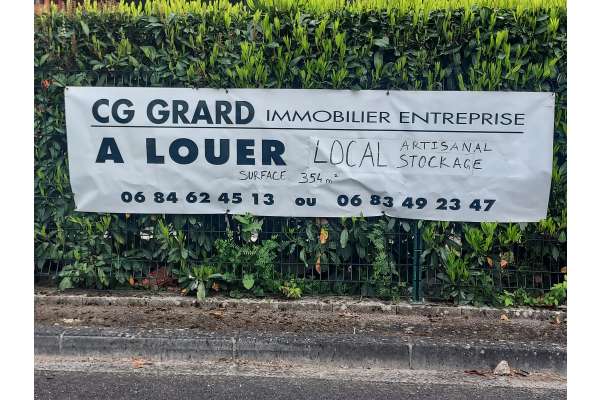 CG GRARD IMMOBILIER ENTREPRISE
A LOUER LOCAL ARTISANAL
STOCKAGE
SURFACE 354 m²
06 84 62 45 13 ou 06 83 49 23 47